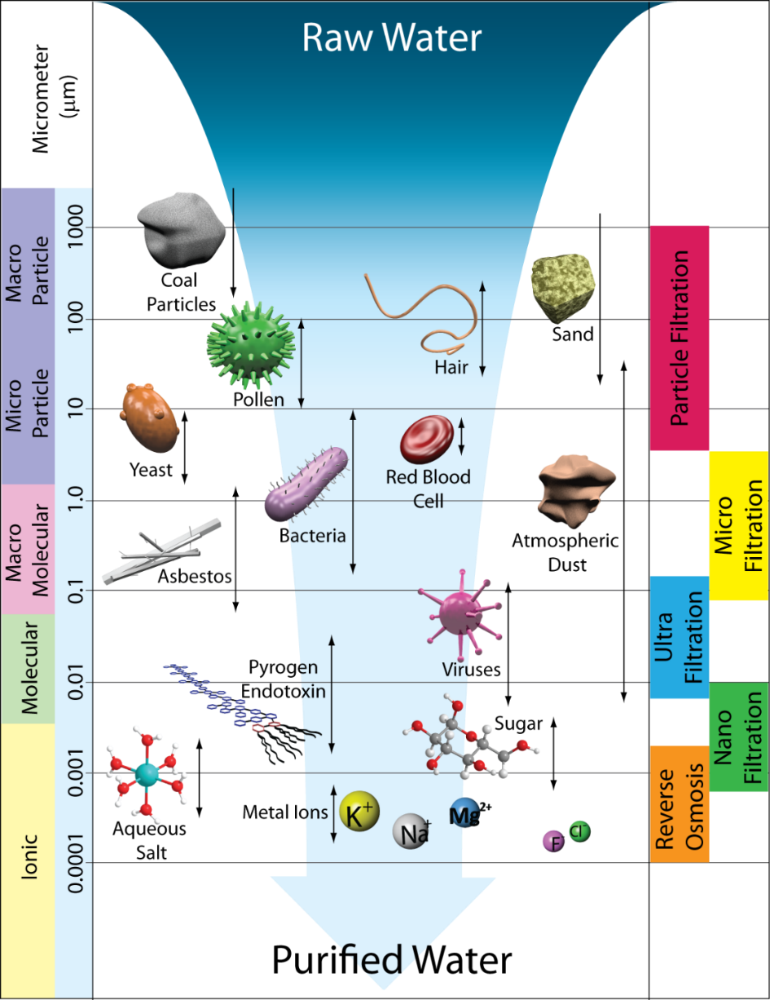 Raw Water
Micrometer
(μm)
Macro
Particle
Micro
Particle
Macro
Molecular
Molecular
Ionic
1000
100
10
1.0
0.1
0.01
0.001
0.0001
Coal
Particles
Pollen
Hair
Sand
Yeast
Bacteria
Red Blood
Cell
Atmospheric
Dust
Asbestos
Viruses
Pyrogen
Endotoxin
Sugar
Aqueous
Salt
Metal Ions
K+
Na+
Mg2+
F-
Cl-
Particle Filtration
Micro
Filtration
Ultra
Filtration
Nano
Filtration
Reverse
Osmosis
Purified Water